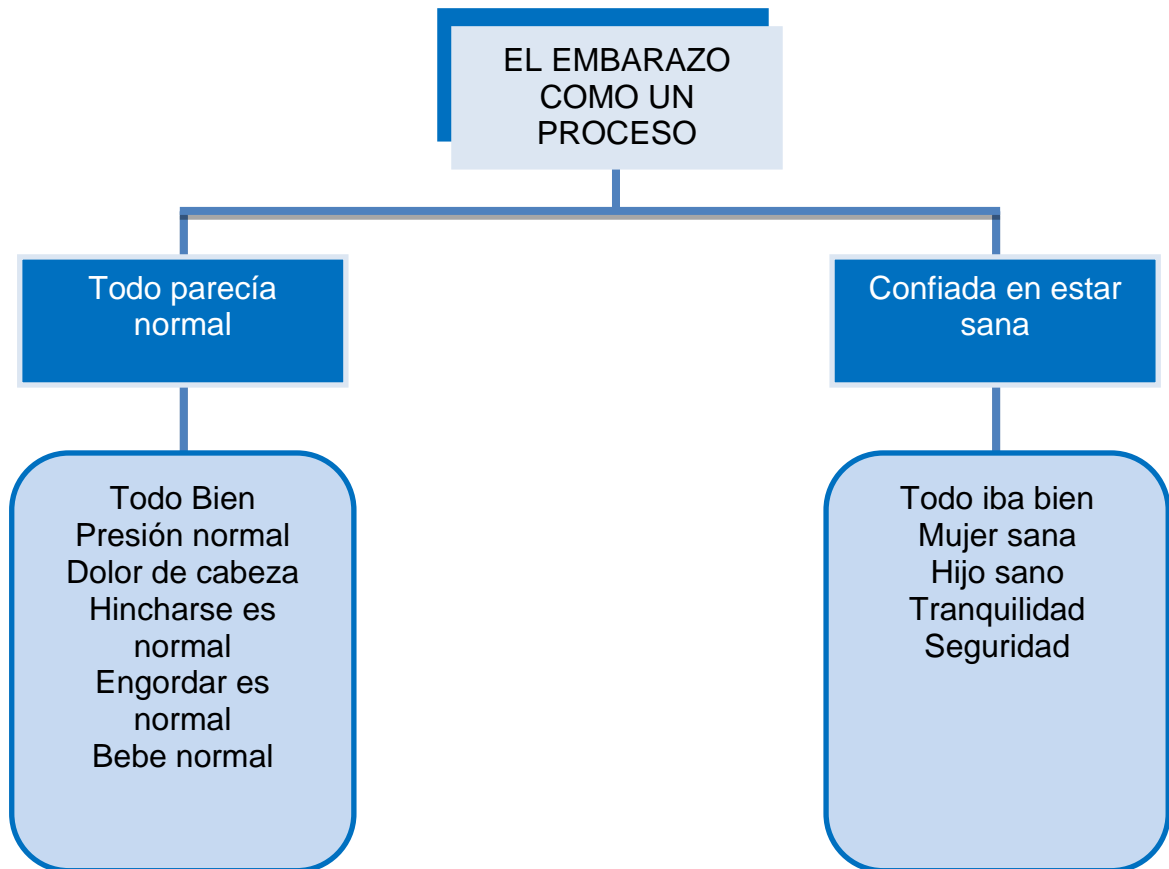 EL EMBARAZO
COMO UN
PROCESO
Todo parecía
normal
Confiada en estar
sana
Todo Bien
Presión normal
Dolor de cabeza
Hincharse es
normal
Engordar es
normal
Bebe normal
Todo iba bien
Mujer sana
Hijo sano
Tranquilidad
Seguridad